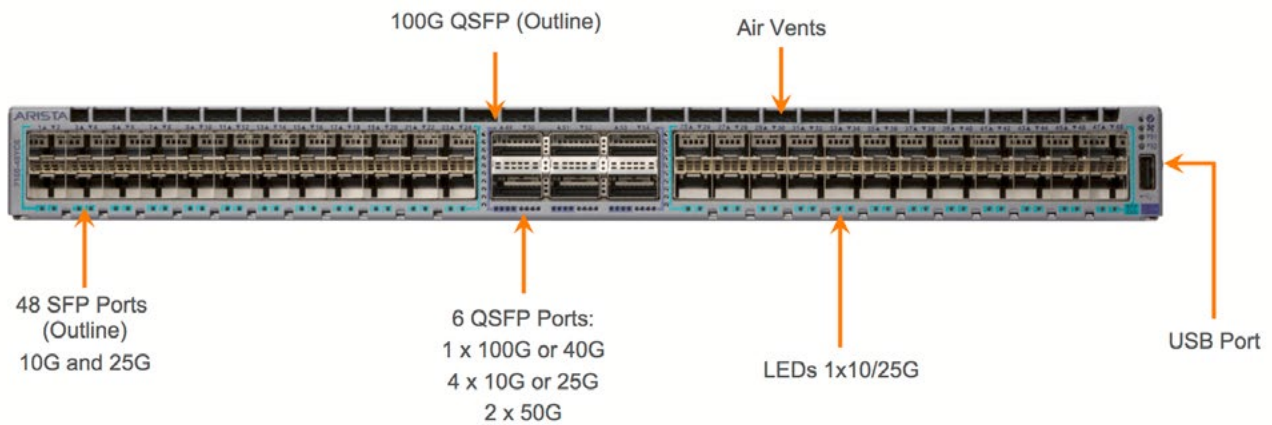 100G QSFP (Outline)
Air Vents
ARISTA
48 SFP Ports
(Outline)
10G and 25G
6 QSFP Ports:
1 x 100G or 40G
4 x 10G or 25G
2 x 50G
LEDs 1x10/25G
USB Port